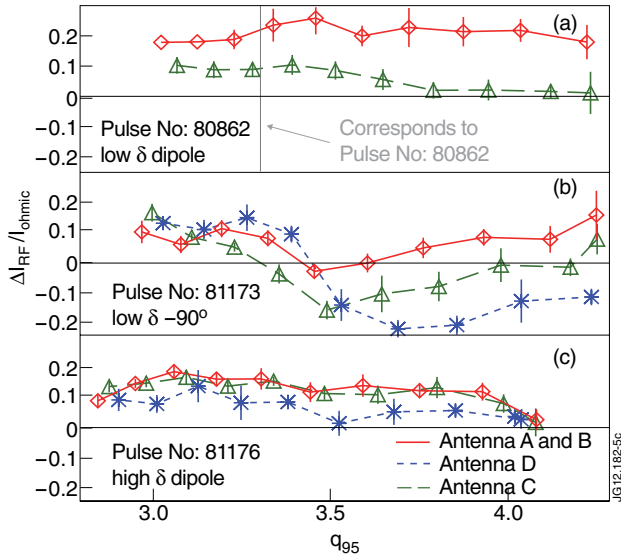 (a)
0.2
0.1
0
−0.1
−0.2
Pulse No: 80862
low δ dipole
Corresponds to
Pulse No: 80862
(b)
0.2
0.1
0
−0.1
−0.2
Pulse No: 81173
low δ −90º
ΔI_RF/I_ohmic
(c)
0.2
0.1
0
−0.1
−0.2
Pulse No: 81176
high δ dipole
Antenna A and B
Antenna D
Antenna C
3.0 3.5 4.0
q95
JG12.182-5c